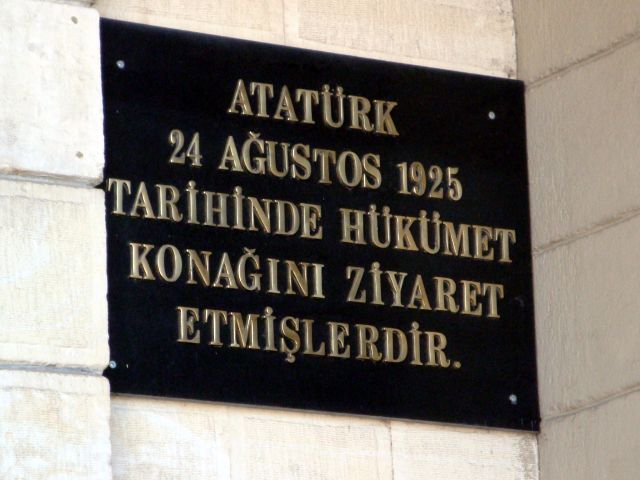 ATATÜRK
24 AĞUSTOS 1925
TARİHİNDE HÜKÜMET
KONAĞINI ZİYARET
ETMİŞLERDİR.